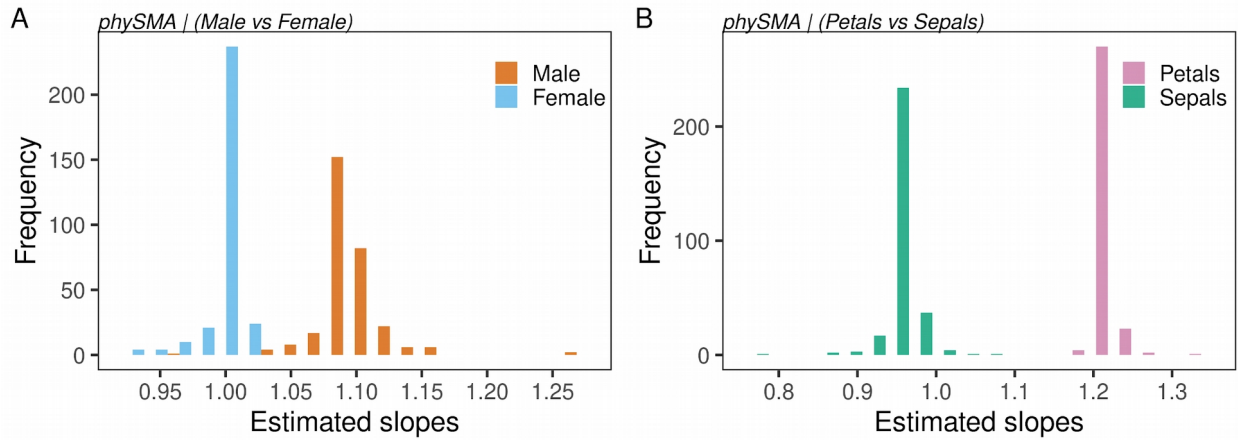 A
phySMA | (Male vs Female)
Male
Female
Frequency
200
150
100
50
0
0.95 1.00 1.05 1.10 1.15 1.20 1.25
Estimated slopes
B
phySMA | (Petals vs Sepals)
Petals
Sepals
Frequency
200
100
0
0.8 0.9 1.0 1.1 1.2 1.3
Estimated slopes